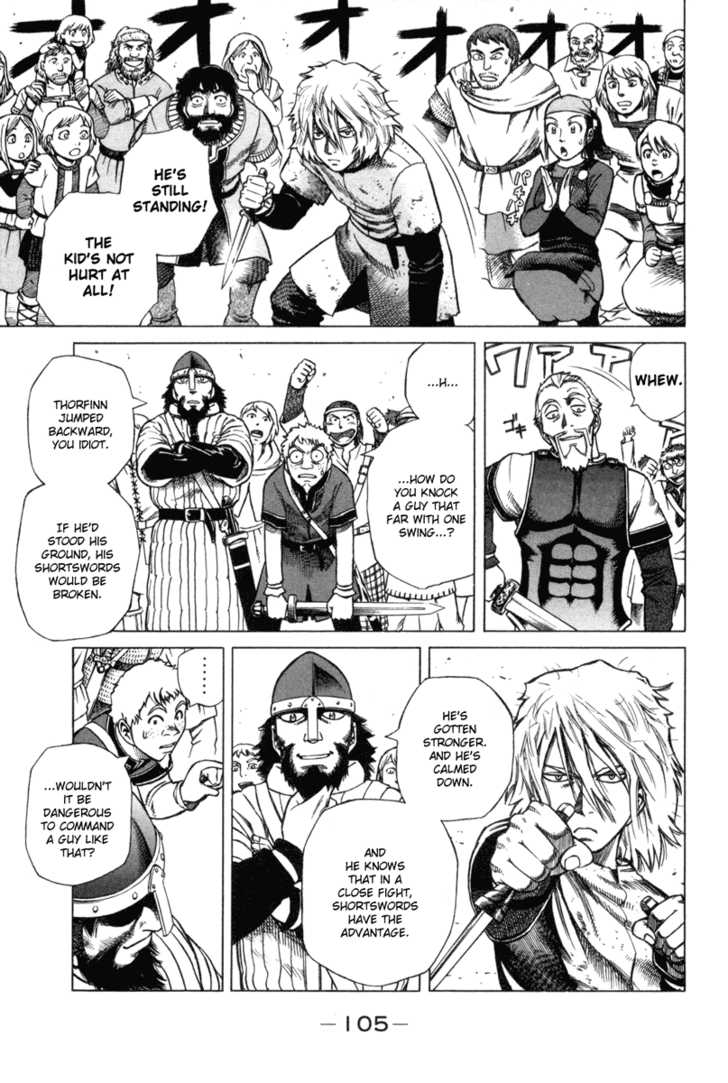 オオオオオオ
HE'S
STILL
STANDING!
THE
KID'S NOT
HURT AT
ALL!
パチパチ
ワアア
WHEW.
ゴキ
...H...
...HOW DO
YOU KNOCK
A GUY THAT
FAR WITH ONE
SWING...?
THORFINN
JUMPED
BACKWARD,
YOU IDIOT.
IF HE'D
STOOD HIS
GROUND, HIS
SHORTSWORDS
WOULD BE
BROKEN.
HE'S
GOTTEN
STRONGER.
AND HE'S
CALMED
DOWN.
AND
HE KNOWS
THAT IN A
CLOSE FIGHT,
SHORTSWORDS
HAVE THE
ADVANTAGE.
.....
...WOULDN'T
IT BE
DANGEROUS
TO COMMAND
A GUY LIKE
THAT?
—105—